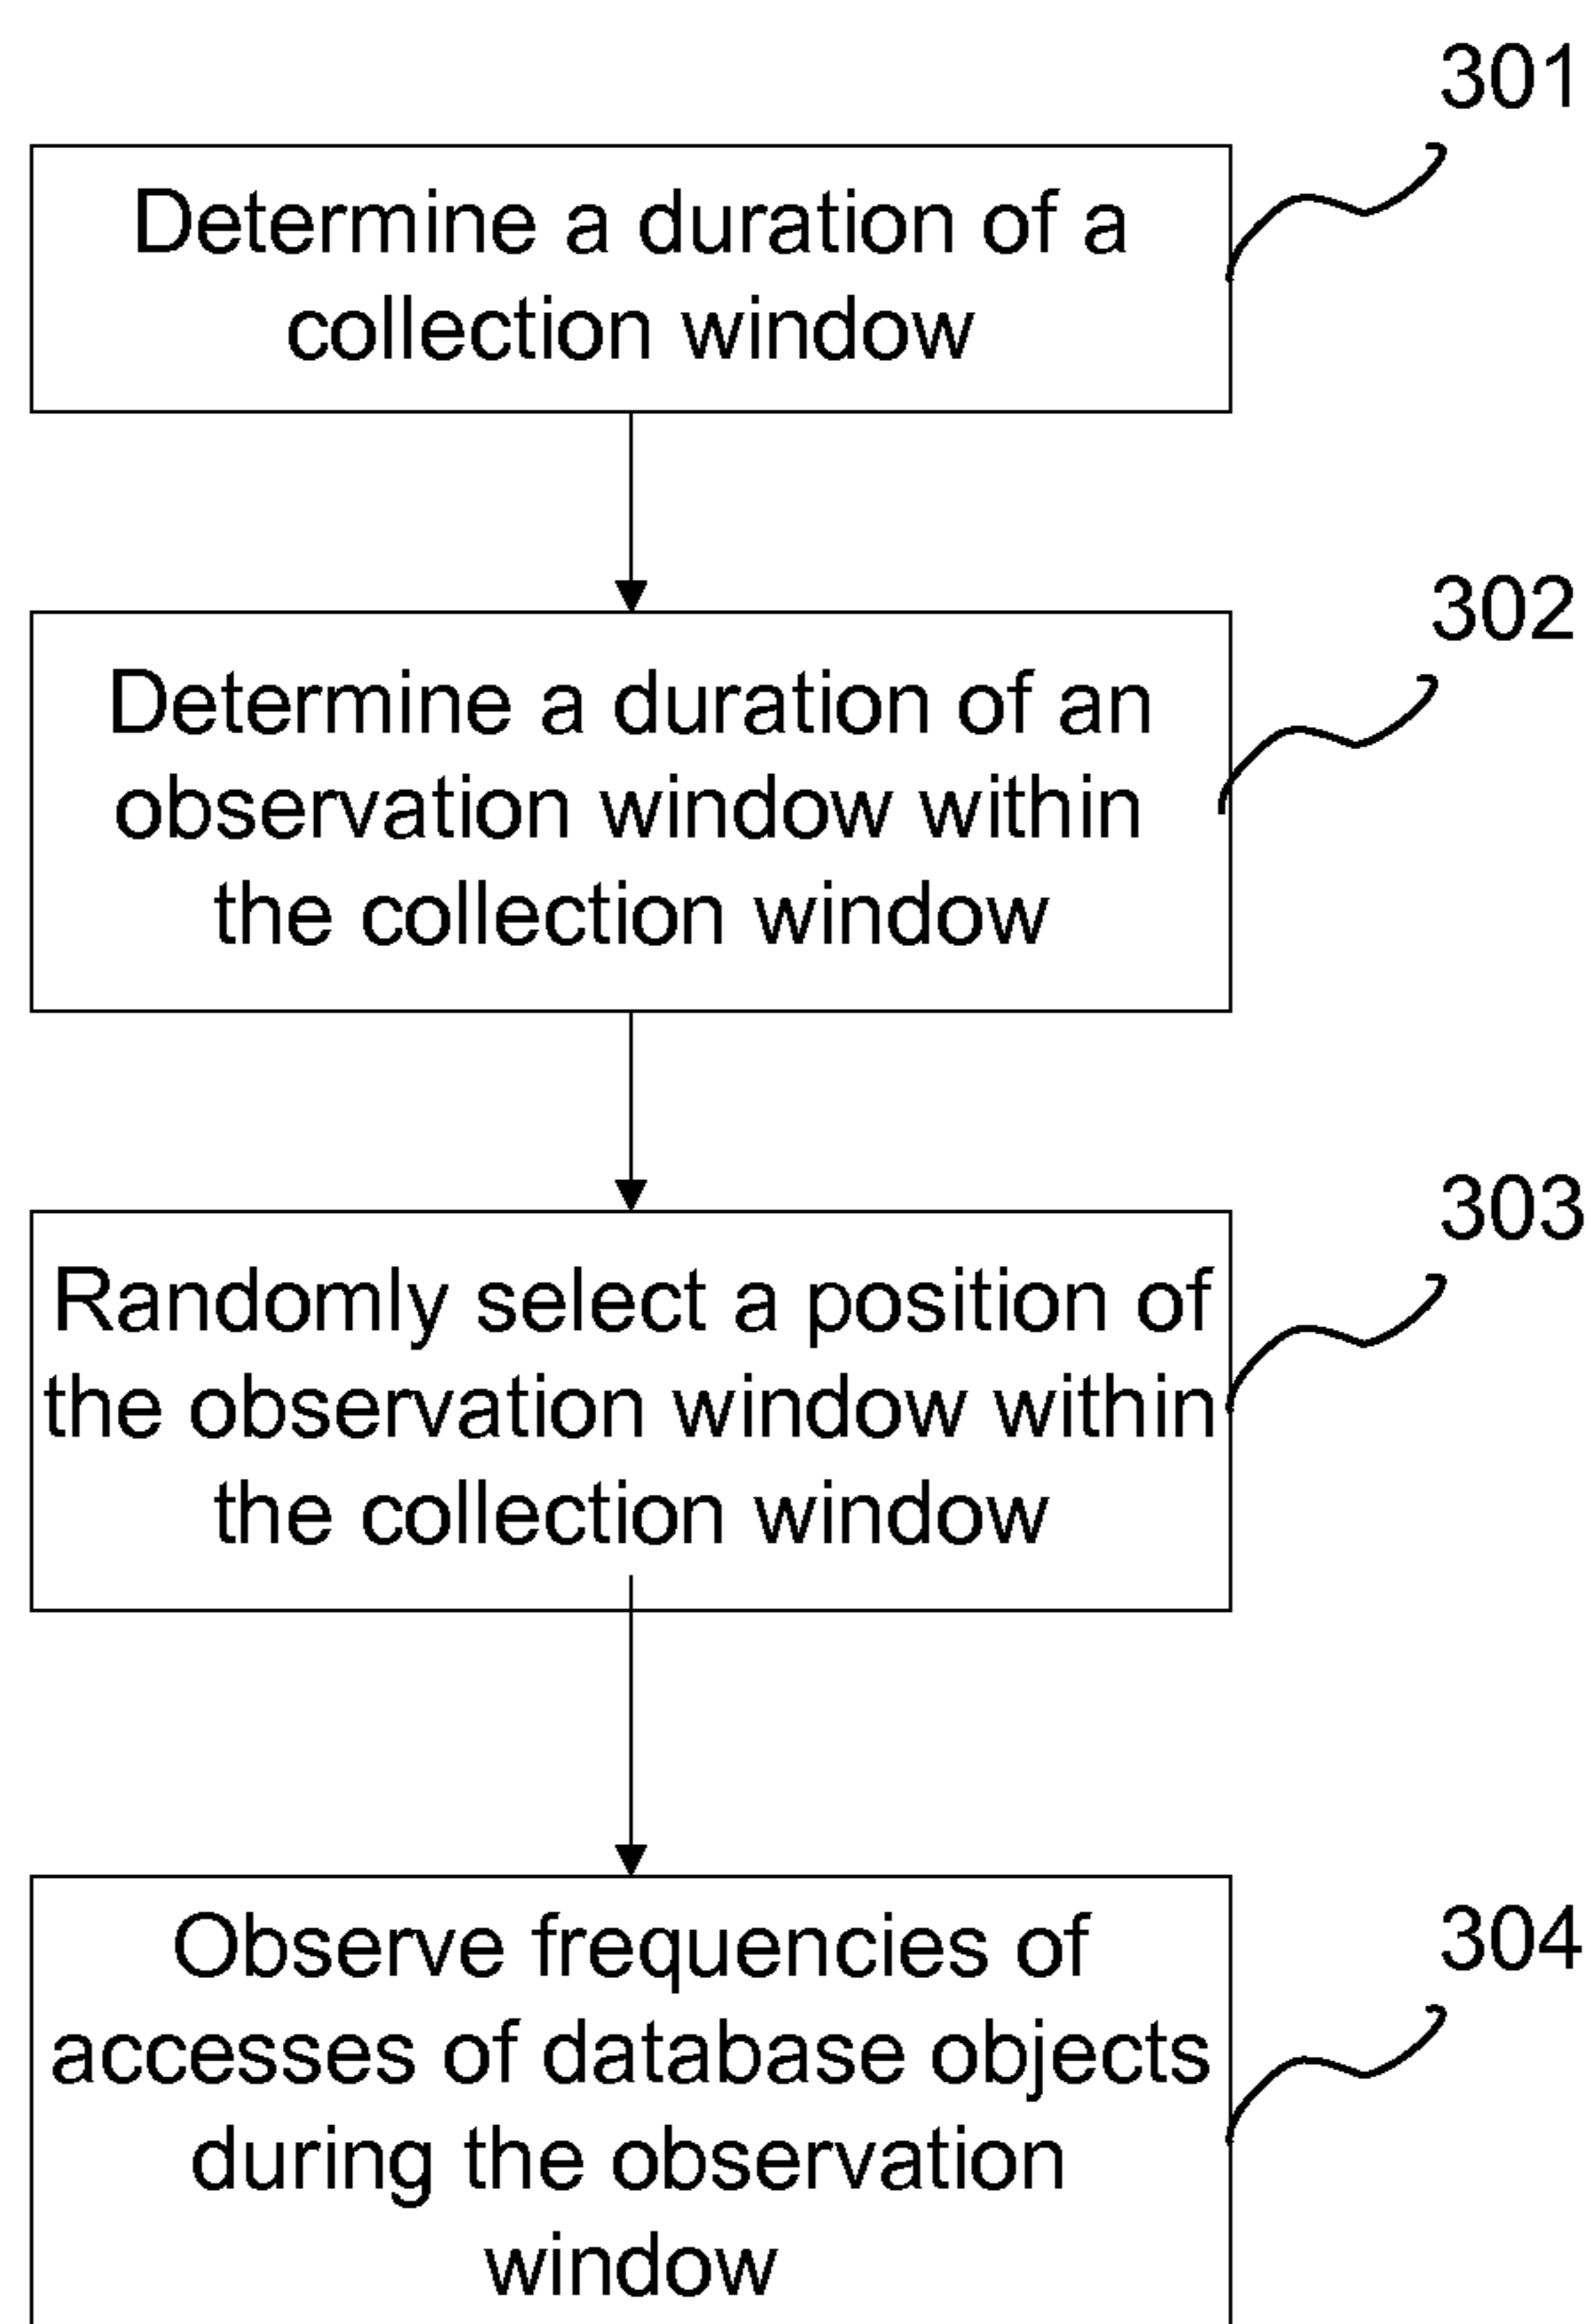 301
Determine a duration of a
collection window
302
Determine a duration of an
observation window within
the collection window
303
Randomly select a position of
the observation window within
the collection window
304
Observe frequencies of
accesses of database objects
during the observation
window